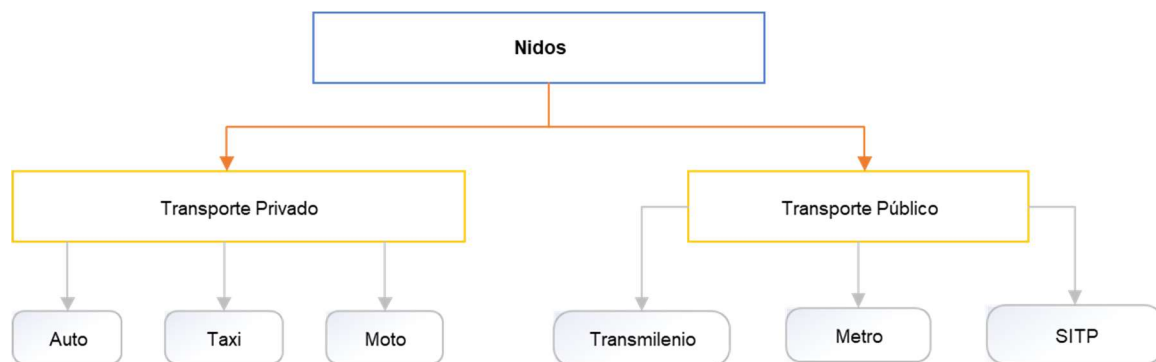 Nidos
Transporte Privado
Transporte Público
Auto
Taxi
Moto
Transmilenio
Metro
SITP